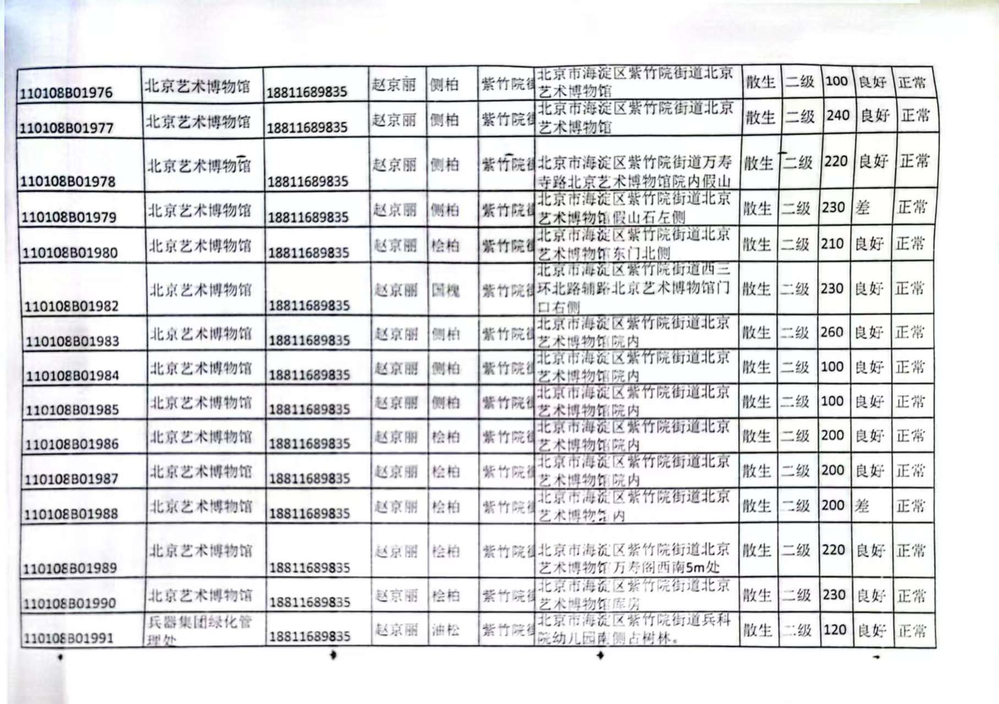 110108B01976 北京艺术博物馆 18811689835 赵京丽 侧柏 紫竹院街 北京市海淀区紫竹院街道北京 散生 二级 100 良好 正常
艺术博物馆
110108B01977 北京艺术博物馆 18811689835 赵京丽 侧柏 紫竹院街 北京市海淀区紫竹院街道北京 散生 二级 240 良好 正常
艺术博物馆
110108B01978 北京艺术博物馆 18811689835 赵京丽 侧柏 紫竹院街 北京市海淀区紫竹院街道万寿 散生 二级 220 良好 正常
寺路北京艺术博物馆院内假山
110108B01979 北京艺术博物馆 18811689835 赵京丽 侧柏 紫竹院街 北京市海淀区紫竹院街道北京 散生 二级 230 差 正常
艺术博物馆假山石左侧
110108B01980 北京艺术博物馆 18811689835 赵京丽 桧柏 紫竹院街 北京市海淀区紫竹院街道北京 散生 二级 210 良好 正常
艺术博物馆东门北侧
110108B01982 北京艺术博物馆 18811689835 赵京丽 国槐 紫竹院街 北京市海淀区紫竹院街道西三 散生 二级 230 良好 正常
环北路辅路北京艺术博物馆门
口右侧
110108B01983 北京艺术博物馆 18811689835 赵京丽 侧柏 紫竹院街 北京市海淀区紫竹院街道北京 散生 二级 260 良好 正常
艺术博物馆院内
110108B01984 北京艺术博物馆 18811689835 赵京丽 侧柏 紫竹院街 北京市海淀区紫竹院街道北京 散生 二级 100 良好 正常
艺术博物馆院内
110108B01985 北京艺术博物馆 18811689835 赵京丽 侧柏 紫竹院街 北京市海淀区紫竹院街道北京 散生 二级 100 良好 正常
艺术博物馆院内
110108B01986 北京艺术博物馆 18811689835 赵京丽 桧柏 紫竹院街 北京市海淀区紫竹院街道北京 散生 二级 200 良好 正常
艺术博物馆院内
110108B01987 北京艺术博物馆 18811689835 赵京丽 桧柏 紫竹院街 北京市海淀区紫竹院街道北京 散生 二级 200 良好 正常
艺术博物馆院内
110108B01988 北京艺术博物馆 18811689835 赵京丽 桧柏 紫竹院街 北京市海淀区紫竹院街道北京 散生 二级 200 差 正常
艺术博物馆内
110108B01989 北京艺术博物馆 18811689835 赵京丽 桧柏 紫竹院街 北京市海淀区紫竹院街道北京 散生 二级 220 良好 正常
艺术博物馆万寿阁西南5m处
110108B01990 北京艺术博物馆 18811689835 赵京丽 桧柏 紫竹院街 北京市海淀区紫竹院街道北京 散生 二级 230 良好 正常
艺术博物馆库房
110108B01991 兵器集团绿化管 18811689835 赵京丽 油松 紫竹院街 北京市海淀区紫竹院街道兵科 散生 二级 120 良好 正常
理处 院幼儿园南侧古树林。